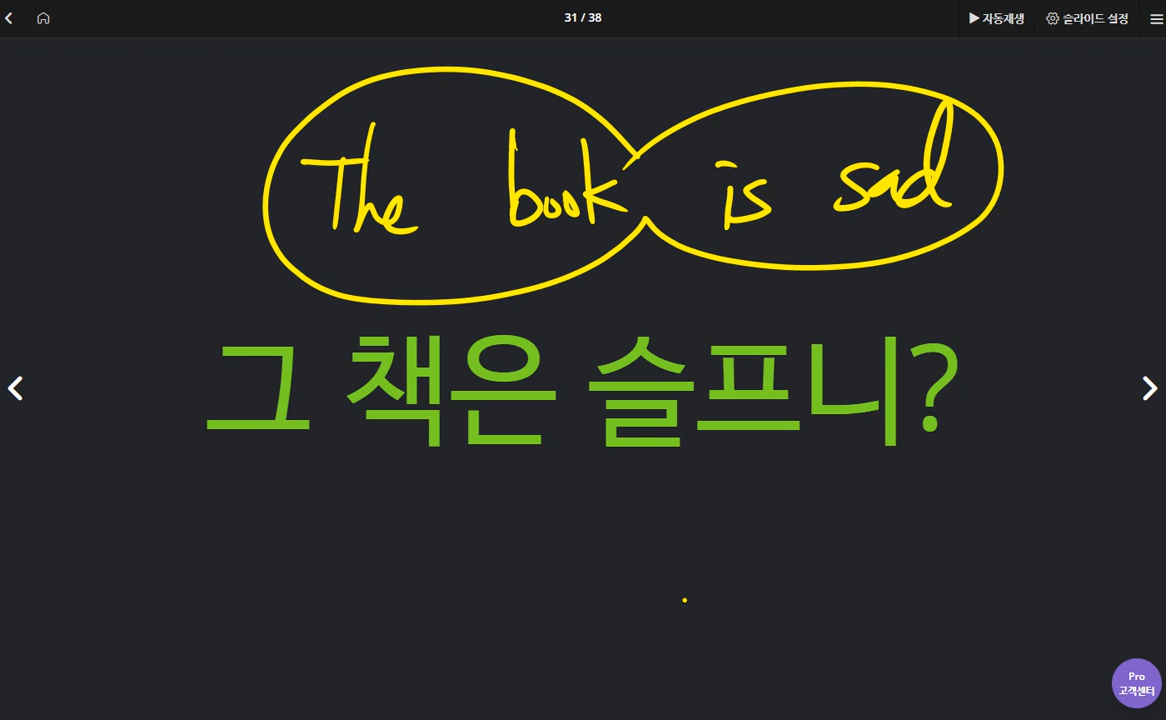 31 / 38
자동재생
슬라이드 설정
The book is sad
그 책은 슬프니?
Pro
고객센터